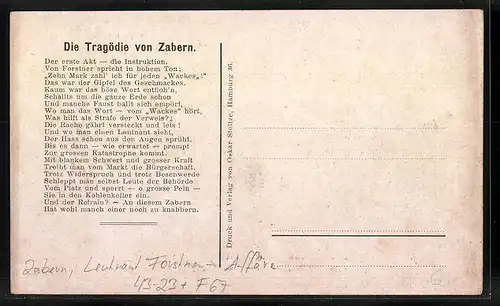 Die Tragödie von Zabern.
Der erste Akt — die Instruktion.
Von Forstner spricht in hohem Ton:
„Zehn Mark zahl' ich für jeden „Wackes„!"
Das war der Gipfel des Geschmackes.
Kaum war das böse Wort entfloh'n,
Schallts um die ganze Erde schon
Und manche Faust ballt sich empört,
Wo man das Wort — vom „Wackes" hört,
Was hilft als Strafe der Verweis?;
Die Rache gährt versteckt und leis!
Und wo man einen Leutnant sieht,
Der Hass schon aus den Augen sprüht.
Bis es dann — wie erwartet — prompt
Zur grossen Katastrophe kommt.
Mit blankem Schwert und grosser Kraft
Treibt man vom Markt die Bürgerschaft.
Trotz Widerspruch und trotz Beschwerde
Schleppt man selbst Leute der Behörde
Vom Platz und sperrt — o grosse Pein —
Sie in den Kohlenkeller ein.
Und der Refrain? — An diesem Zabern
Hat wohl manch einer noch zu knabbern.
Druck und Verlag von Oskar Stoltze, Hamburg 36.
Zabern, Leutnant - Affäre
F 67